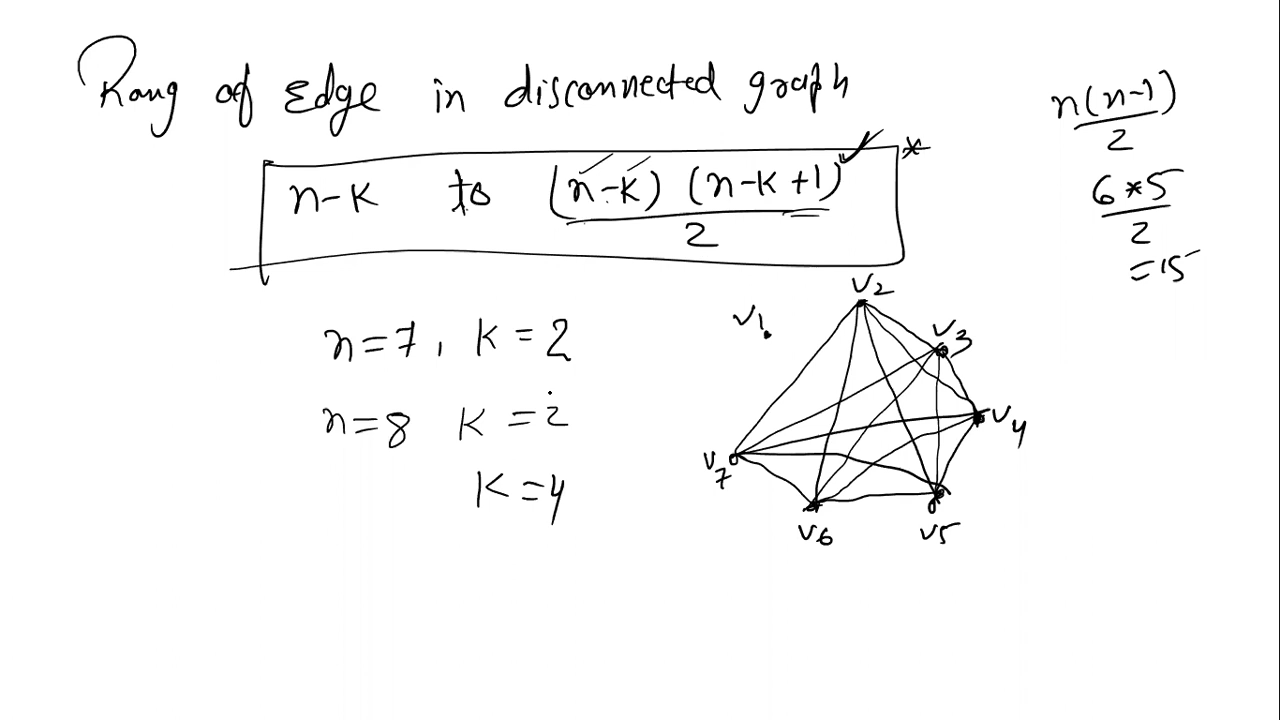 Rang of Edge in disconnected graph
n-k to (n-k) (n-k+1) / 2 *
n=7, k=2
n=8 k=2
k=4
n(n-1) / 2
6*5 / 2
=15
V1
V2
V3
V4
V5
V6
V7